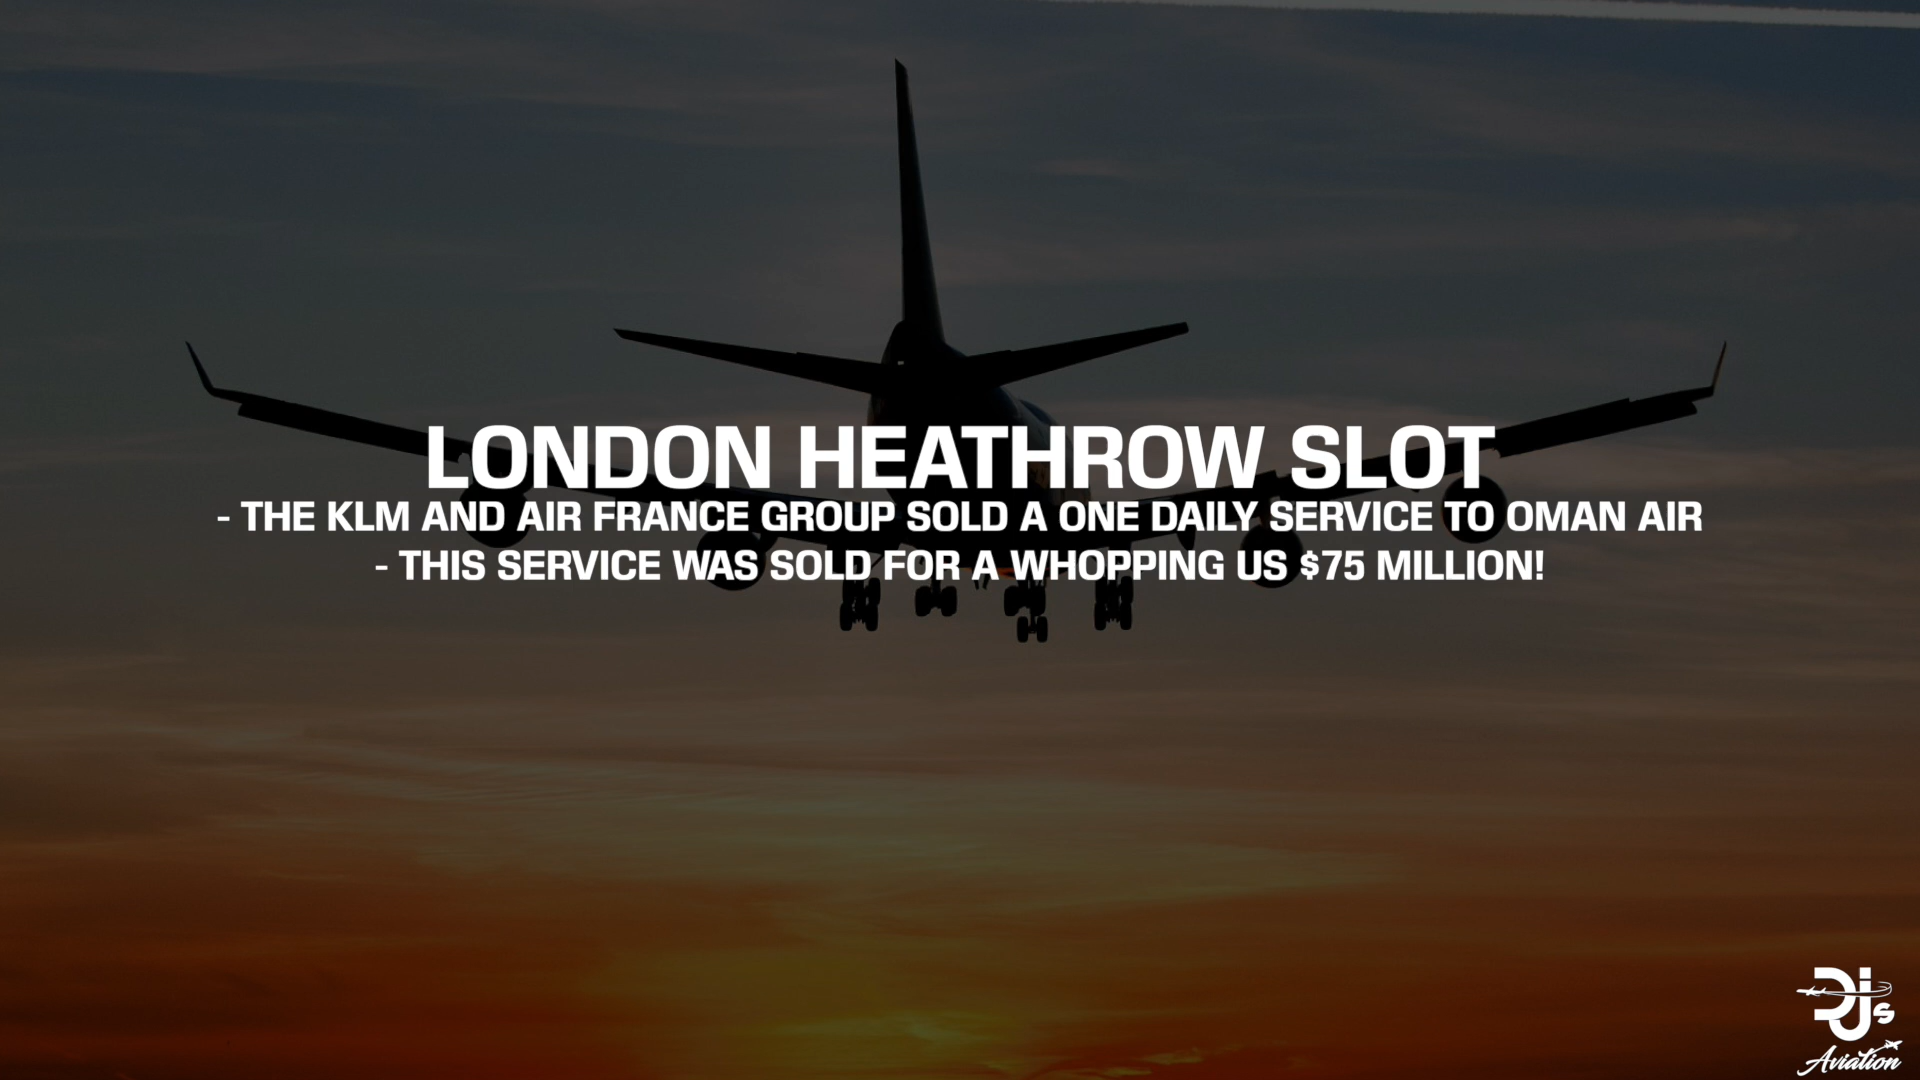 LONDON HEATHROW SLOT
- THE KLM AND AIR FRANCE GROUP SOLD A ONE DAILY SERVICE TO OMAN AIR
- THIS SERVICE WAS SOLD FOR A WHOPPING US $75 MILLION!
DJs
Aviation